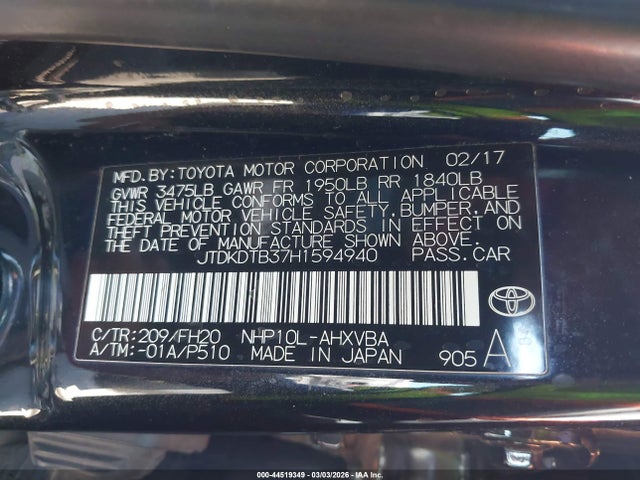 MFD.BY:TOYOTA MOTOR CORPORATION 02/17
GVWR 3475LB GAWR FR 1950LB RR 1840LB
THIS VEHICLE CONFORMS TO ALL APPLICABLE
FEDERAL MOTOR VEHICLE SAFETY,BUMPER,AND
THEFT PREVENTION STANDARDS IN EFFECT ON
THE DATE OF MANUFACTURE SHOWN ABOVE.
JTDKDTB37H1594940 PASS.CAR
C/TR:209/FH20 NHP10L-AHXVBA
A/TM:-01A/P510 MADE IN JAPAN 905 A
000-44519349 - 03/03/2026 - IAA Inc.